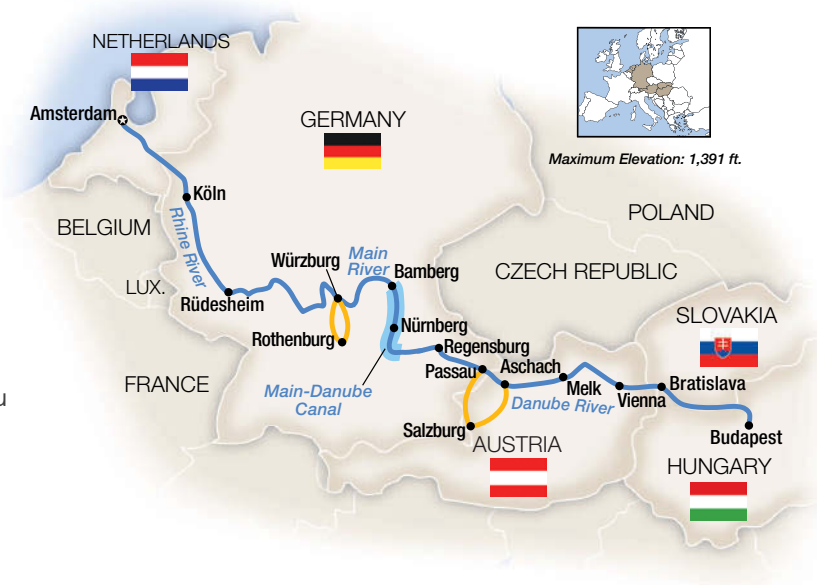 NETHERLANDS
Amsterdam
GERMANY
Maximum Elevation: 1,391 ft.
Köln
POLAND
BELGIUM
Rhine River
Würzburg
Main
River
Bamberg
CZECH REPUBLIC
LUX.
Rüdesheim
SLOVAKIA
Nürnberg
Rothenburg
Regensburg
Passau
Aschach
FRANCE
Main-Danube
Canal
Melk
Danube River
Vienna
Bratislava
u
Salzburg
AUSTRIA
Budapest
HUNGARY